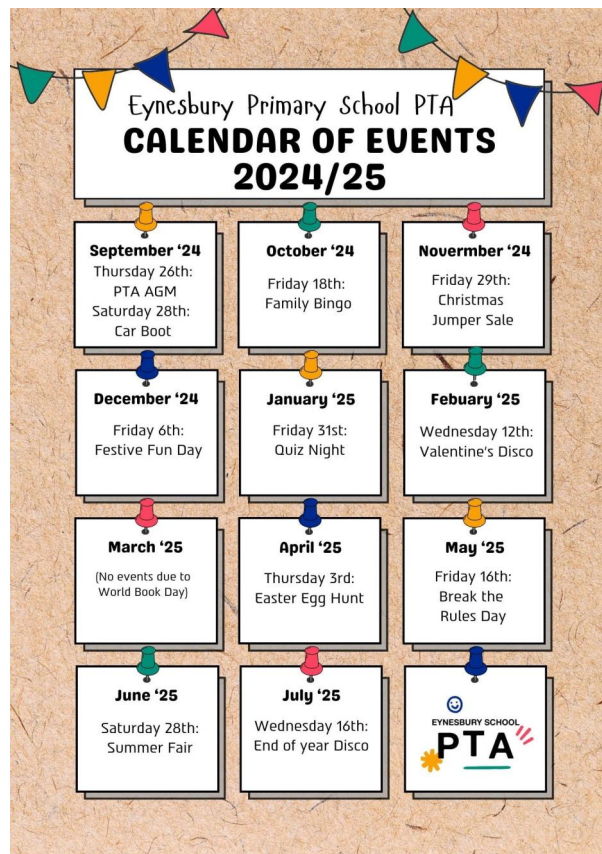 Eynesbury Primary School PTA
CALENDAR OF EVENTS
2024/25
September ‘24
Thursday 26th:
PTA AGM
Saturday 28th:
Car Boot
October ‘24
Friday 18th:
Family Bingo
Novermber ‘24
Friday 29th:
Christmas
Jumper Sale
December ‘24
Friday 6th:
Festive Fun Day
January ‘25
Friday 31st:
Quiz Night
Febuary ‘25
Wednesday 12th:
Valentine's Disco
March ‘25
(No events due to
World Book Day)
April ‘25
Thursday 3rd:
Easter Egg Hunt
May ‘25
Friday 16th:
Break the
Rules Day
June ‘25
Saturday 28th:
Summer Fair
July ‘25
Wednesday 16th:
End of year Disco
EYNESBURY SCHOOL
PTA